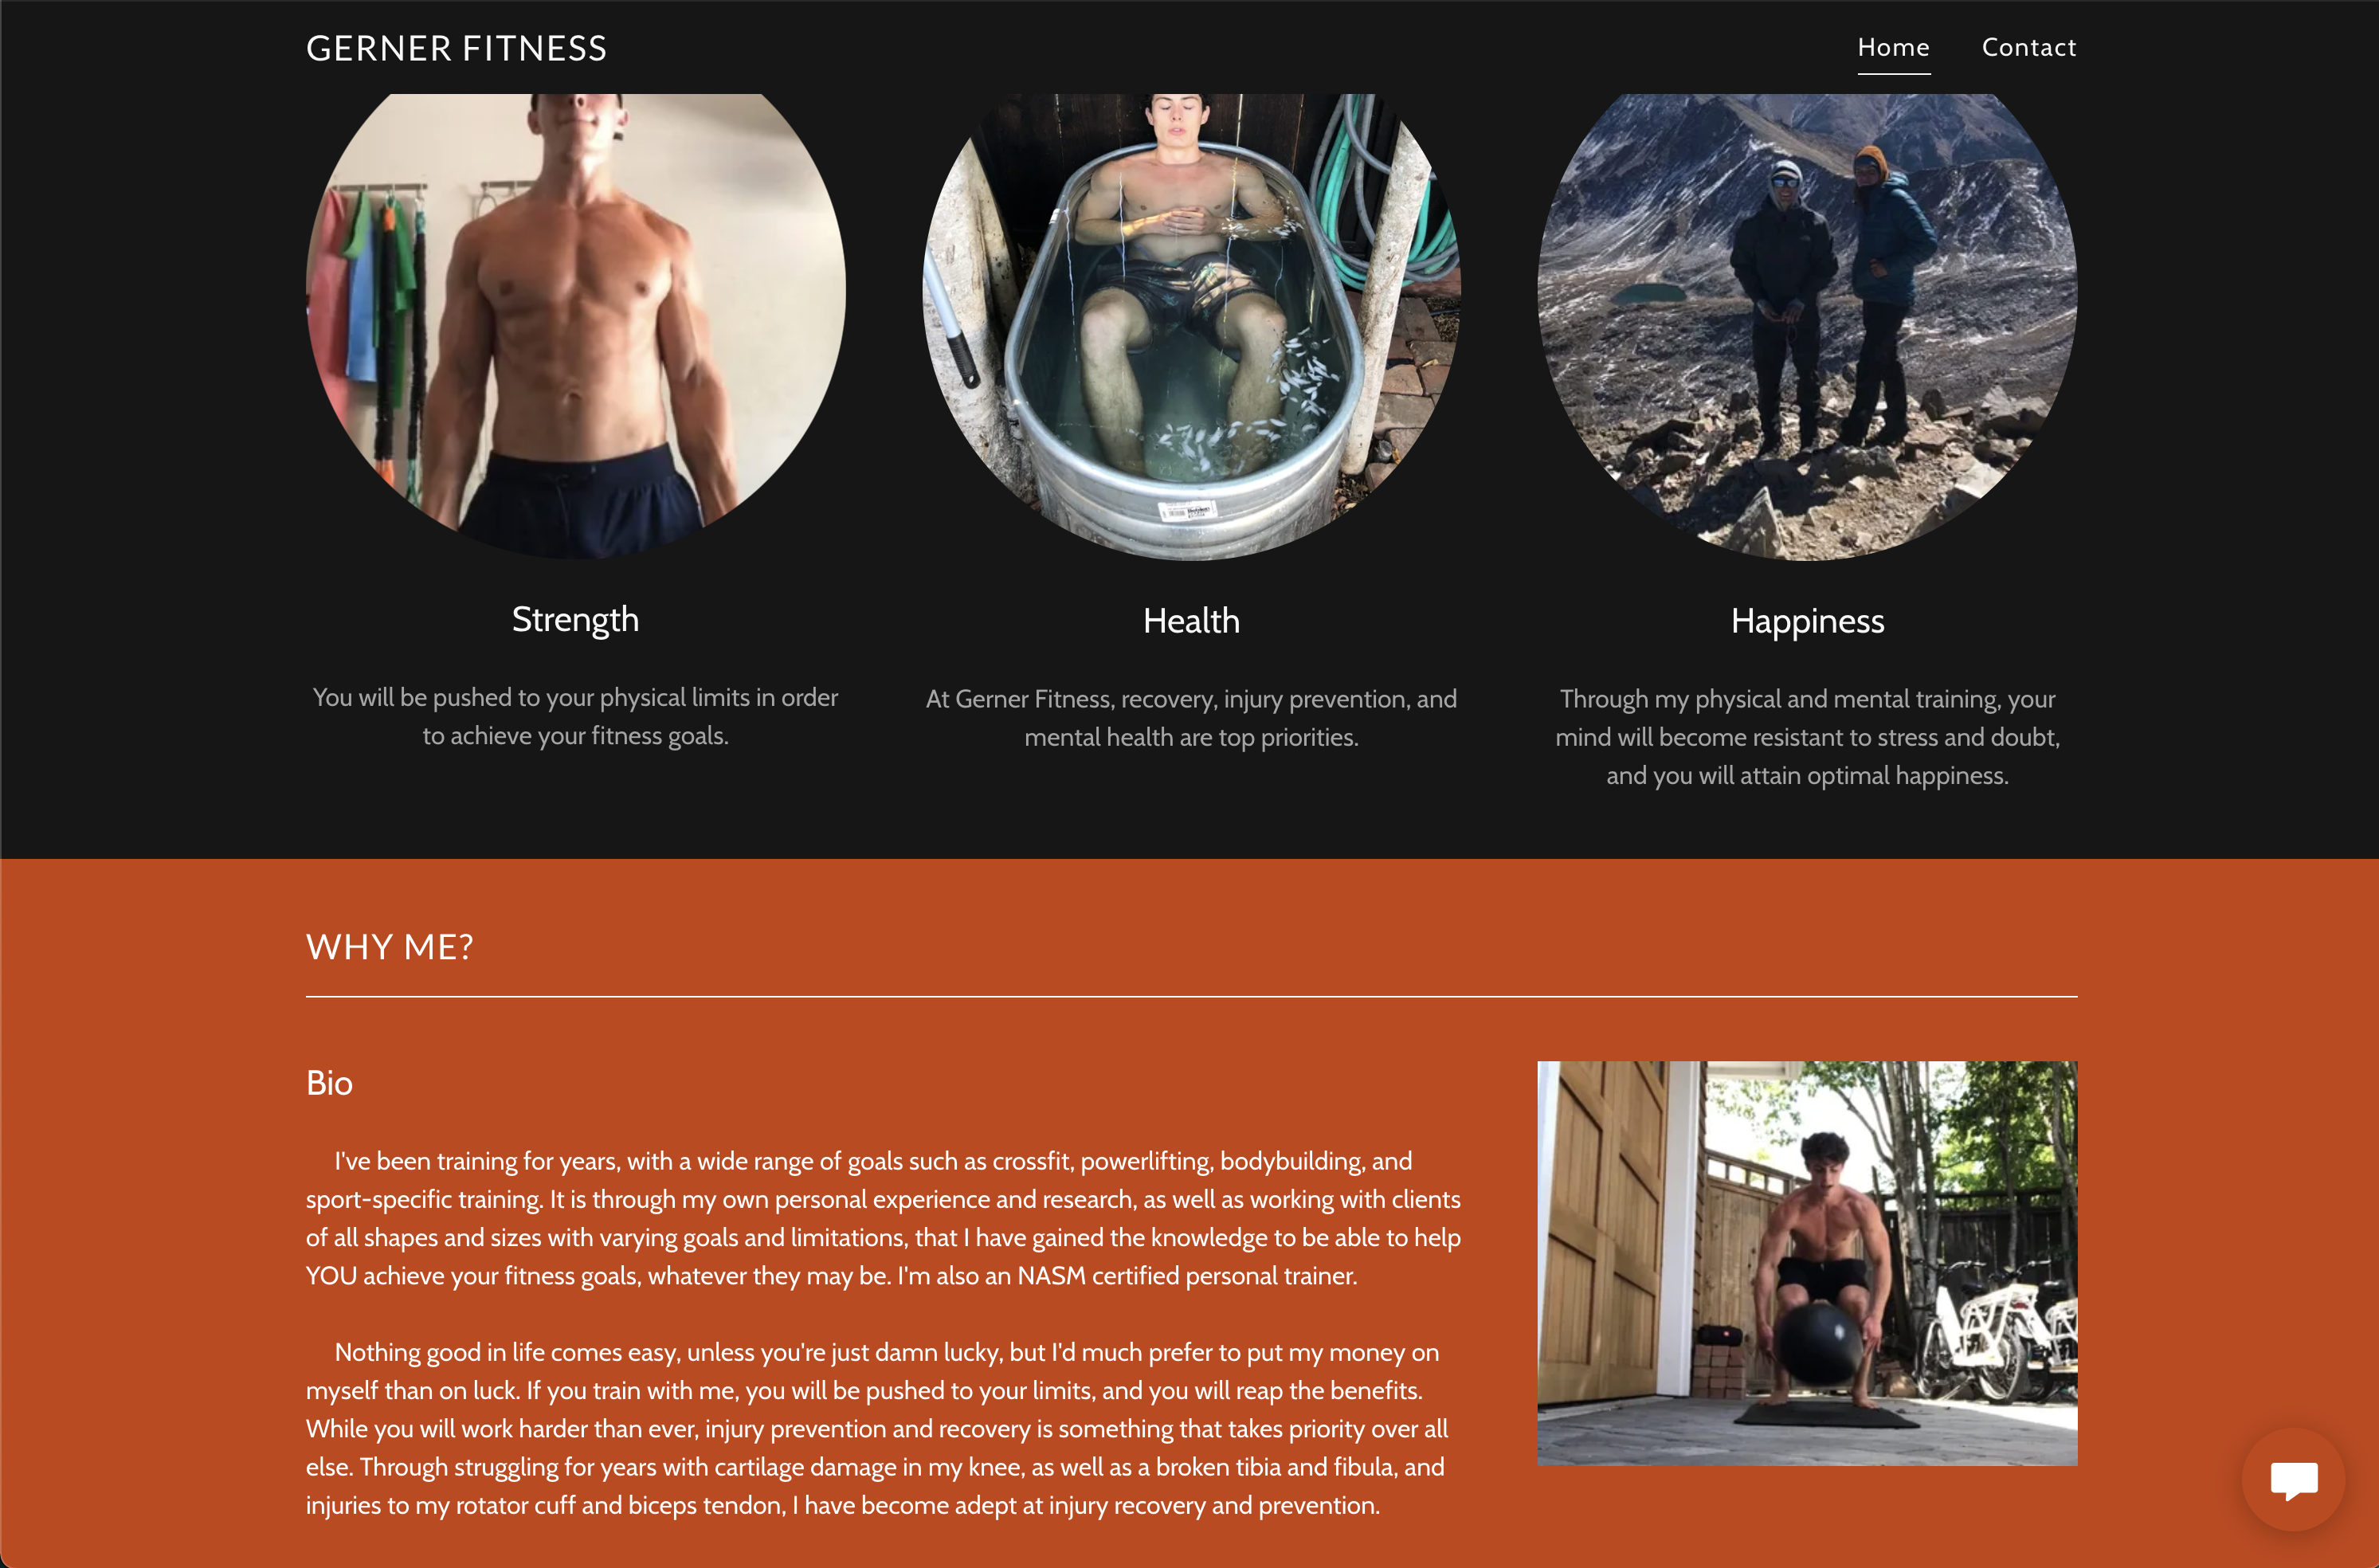 GERNER FITNESS
Home
Contact
Strength
You will be pushed to your physical limits in order
to achieve your fitness goals.
Health
At Gerner Fitness, recovery, injury prevention, and
mental health are top priorities.
Happiness
Through my physical and mental training, your
mind will become resistant to stress and doubt,
and you will attain optimal happiness.
WHY ME?
Bio
I've been training for years, with a wide range of goals such as crossfit, powerlifting, bodybuilding, and
sport-specific training. It is through my own personal experience and research, as well as working with clients
of all shapes and sizes with varying goals and limitations, that I have gained the knowledge to be able to help
YOU achieve your fitness goals, whatever they may be. I'm also an NASM certified personal trainer.
Nothing good in life comes easy, unless you're just damn lucky, but I'd much prefer to put my money on
myself than on luck. If you train with me, you will be pushed to your limits, and you will reap the benefits.
While you will work harder than ever, injury prevention and recovery is something that takes priority over all
else. Through struggling for years with cartilage damage in my knee, as well as a broken tibia and fibula, and
injuries to my rotator cuff and biceps tendon, I have become adept at injury recovery and prevention.